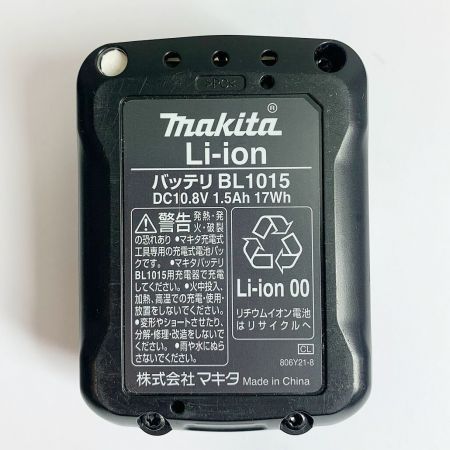 >PC<
makita®
Li-ion
バッテリ BL1015
DC10.8V 1.5Ah 17Wh
警告 発熱・発
火・破裂
の恐れあり ●マキタ充電式
工具専用の充電式電池パッ
クです。 ●マキタバッテリ
BL1015用充電器で充電
してください。 ●火中投入、
加熱、高温での充電・使用・
放置をしないでください。
●変形やショートさせたり、
分解・修理・改造をしないで
ください。 ●雨や水にぬら
さないでください。
Li-ion 00
リチウムイオン電池
はリサイクルへ
CL
806Y21-8
株式会社 マキタ Made in China